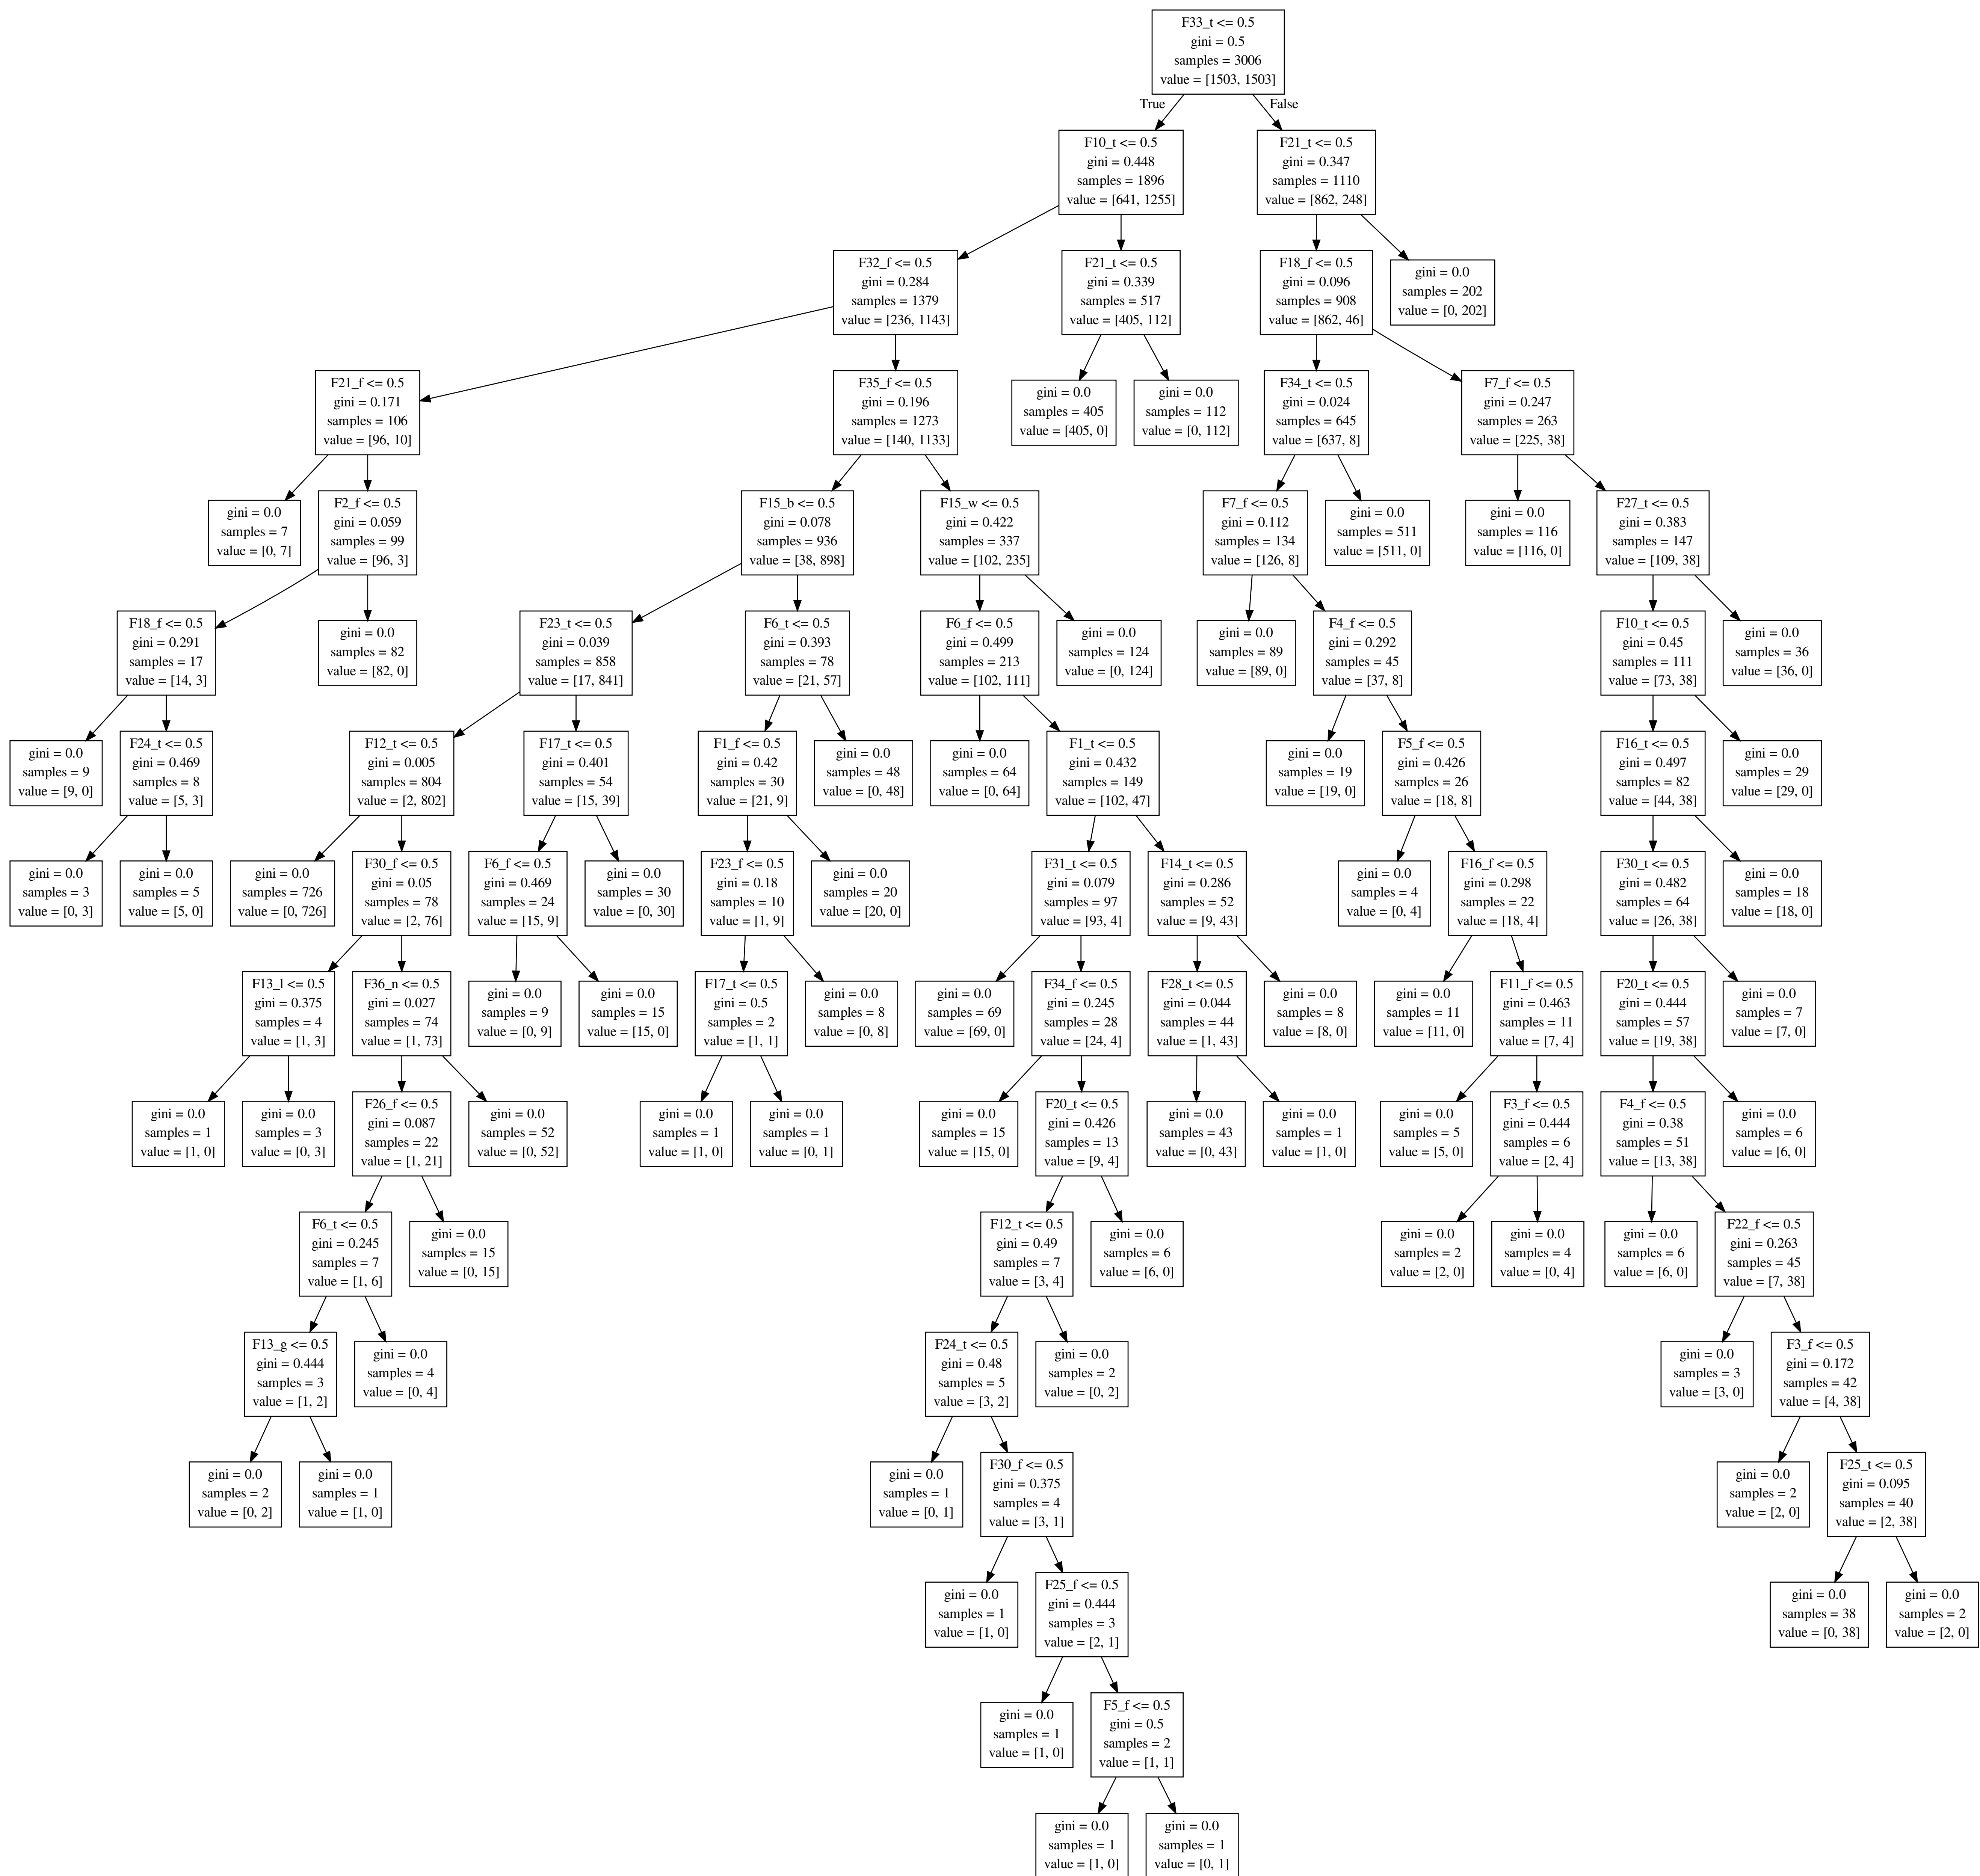 F33_t <= 0.5
gini = 0.5
samples = 3006
value = [1503, 1503]
True
False
F10_t <= 0.5
gini = 0.448
samples = 1896
value = [641, 1255]
F21_t <= 0.5
gini = 0.347
samples = 1110
value = [862, 248]
F32_f <= 0.5
gini = 0.284
samples = 1379
value = [236, 1143]
F21_t <= 0.5
gini = 0.339
samples = 517
value = [405, 112]
F18_f <= 0.5
gini = 0.096
samples = 908
value = [862, 46]
gini = 0.0
samples = 202
value = [0, 202]
F21_f <= 0.5
gini = 0.171
samples = 106
value = [96, 10]
F35_f <= 0.5
gini = 0.196
samples = 1273
value = [140, 1133]
gini = 0.0
samples = 405
value = [405, 0]
gini = 0.0
samples = 112
value = [0, 112]
F34_t <= 0.5
gini = 0.024
samples = 645
value = [637, 8]
F7_f <= 0.5
gini = 0.247
samples = 263
value = [225, 38]
gini = 0.0
samples = 7
value = [0, 7]
F2_f <= 0.5
gini = 0.059
samples = 99
value = [96, 3]
F15_b <= 0.5
gini = 0.078
samples = 936
value = [38, 898]
F15_w <= 0.5
gini = 0.422
samples = 337
value = [102, 235]
F7_f <= 0.5
gini = 0.112
samples = 134
value = [126, 8]
gini = 0.0
samples = 511
value = [511, 0]
gini = 0.0
samples = 116
value = [116, 0]
F27_t <= 0.5
gini = 0.383
samples = 147
value = [109, 38]
F18_f <= 0.5
gini = 0.291
samples = 17
value = [14, 3]
gini = 0.0
samples = 82
value = [82, 0]
F23_t <= 0.5
gini = 0.039
samples = 858
value = [17, 841]
F6_t <= 0.5
gini = 0.393
samples = 78
value = [21, 57]
F6_f <= 0.5
gini = 0.499
samples = 213
value = [102, 111]
gini = 0.0
samples = 124
value = [0, 124]
gini = 0.0
samples = 89
value = [89, 0]
F4_f <= 0.5
gini = 0.292
samples = 45
value = [37, 8]
F10_t <= 0.5
gini = 0.45
samples = 111
value = [73, 38]
gini = 0.0
samples = 36
value = [36, 0]
gini = 0.0
samples = 9
value = [9, 0]
F24_t <= 0.5
gini = 0.469
samples = 8
value = [5, 3]
F12_t <= 0.5
gini = 0.005
samples = 804
value = [2, 802]
F17_t <= 0.5
gini = 0.401
samples = 54
value = [15, 39]
F1_f <= 0.5
gini = 0.42
samples = 30
value = [21, 9]
gini = 0.0
samples = 48
value = [0, 48]
gini = 0.0
samples = 64
value = [0, 64]
F1_t <= 0.5
gini = 0.432
samples = 149
value = [102, 47]
gini = 0.0
samples = 19
value = [19, 0]
F5_f <= 0.5
gini = 0.426
samples = 26
value = [18, 8]
F16_t <= 0.5
gini = 0.497
samples = 82
value = [44, 38]
gini = 0.0
samples = 29
value = [29, 0]
gini = 0.0
samples = 3
value = [0, 3]
gini = 0.0
samples = 5
value = [5, 0]
gini = 0.0
samples = 726
value = [0, 726]
F30_f <= 0.5
gini = 0.05
samples = 78
value = [2, 76]
F6_f <= 0.5
gini = 0.469
samples = 24
value = [15, 9]
gini = 0.0
samples = 30
value = [0, 30]
F23_f <= 0.5
gini = 0.18
samples = 10
value = [1, 9]
gini = 0.0
samples = 20
value = [20, 0]
F31_t <= 0.5
gini = 0.079
samples = 97
value = [93, 4]
F14_t <= 0.5
gini = 0.286
samples = 52
value = [9, 43]
gini = 0.0
samples = 4
value = [0, 4]
F16_f <= 0.5
gini = 0.298
samples = 22
value = [18, 4]
F30_t <= 0.5
gini = 0.482
samples = 64
value = [26, 38]
gini = 0.0
samples = 18
value = [18, 0]
F13_l <= 0.5
gini = 0.375
samples = 4
value = [1, 3]
F36_n <= 0.5
gini = 0.027
samples = 74
value = [1, 73]
gini = 0.0
samples = 9
value = [0, 9]
gini = 0.0
samples = 15
value = [15, 0]
F17_t <= 0.5
gini = 0.5
samples = 2
value = [1, 1]
gini = 0.0
samples = 8
value = [0, 8]
gini = 0.0
samples = 69
value = [69, 0]
F34_f <= 0.5
gini = 0.245
samples = 28
value = [24, 4]
F28_t <= 0.5
gini = 0.044
samples = 44
value = [1, 43]
gini = 0.0
samples = 8
value = [8, 0]
gini = 0.0
samples = 11
value = [11, 0]
F11_f <= 0.5
gini = 0.463
samples = 11
value = [7, 4]
F20_t <= 0.5
gini = 0.444
samples = 57
value = [19, 38]
gini = 0.0
samples = 7
value = [7, 0]
gini = 0.0
samples = 1
value = [1, 0]
gini = 0.0
samples = 3
value = [0, 3]
F26_f <= 0.5
gini = 0.087
samples = 22
value = [1, 21]
gini = 0.0
samples = 52
value = [0, 52]
gini = 0.0
samples = 1
value = [1, 0]
gini = 0.0
samples = 1
value = [0, 1]
gini = 0.0
samples = 15
value = [15, 0]
F20_t <= 0.5
gini = 0.426
samples = 13
value = [9, 4]
gini = 0.0
samples = 43
value = [0, 43]
gini = 0.0
samples = 1
value = [1, 0]
gini = 0.0
samples = 5
value = [5, 0]
F3_f <= 0.5
gini = 0.444
samples = 6
value = [2, 4]
F4_f <= 0.5
gini = 0.38
samples = 51
value = [13, 38]
gini = 0.0
samples = 6
value = [6, 0]
F6_t <= 0.5
gini = 0.245
samples = 7
value = [1, 6]
gini = 0.0
samples = 15
value = [0, 15]
F12_t <= 0.5
gini = 0.49
samples = 7
value = [3, 4]
gini = 0.0
samples = 6
value = [6, 0]
gini = 0.0
samples = 2
value = [2, 0]
gini = 0.0
samples = 4
value = [0, 4]
gini = 0.0
samples = 6
value = [6, 0]
F22_f <= 0.5
gini = 0.263
samples = 45
value = [7, 38]
F13_g <= 0.5
gini = 0.444
samples = 3
value = [1, 2]
gini = 0.0
samples = 4
value = [0, 4]
F24_t <= 0.5
gini = 0.48
samples = 5
value = [3, 2]
gini = 0.0
samples = 2
value = [0, 2]
gini = 0.0
samples = 3
value = [3, 0]
F3_f <= 0.5
gini = 0.172
samples = 42
value = [4, 38]
gini = 0.0
samples = 2
value = [0, 2]
gini = 0.0
samples = 1
value = [1, 0]
gini = 0.0
samples = 1
value = [0, 1]
F30_f <= 0.5
gini = 0.375
samples = 4
value = [3, 1]
gini = 0.0
samples = 2
value = [2, 0]
F25_t <= 0.5
gini = 0.095
samples = 40
value = [2, 38]
gini = 0.0
samples = 1
value = [1, 0]
F25_f <= 0.5
gini = 0.444
samples = 3
value = [2, 1]
gini = 0.0
samples = 38
value = [0, 38]
gini = 0.0
samples = 2
value = [2, 0]
gini = 0.0
samples = 1
value = [1, 0]
F5_f <= 0.5
gini = 0.5
samples = 2
value = [1, 1]
gini = 0.0
samples = 1
value = [1, 0]
gini = 0.0
samples = 1
value = [0, 1]